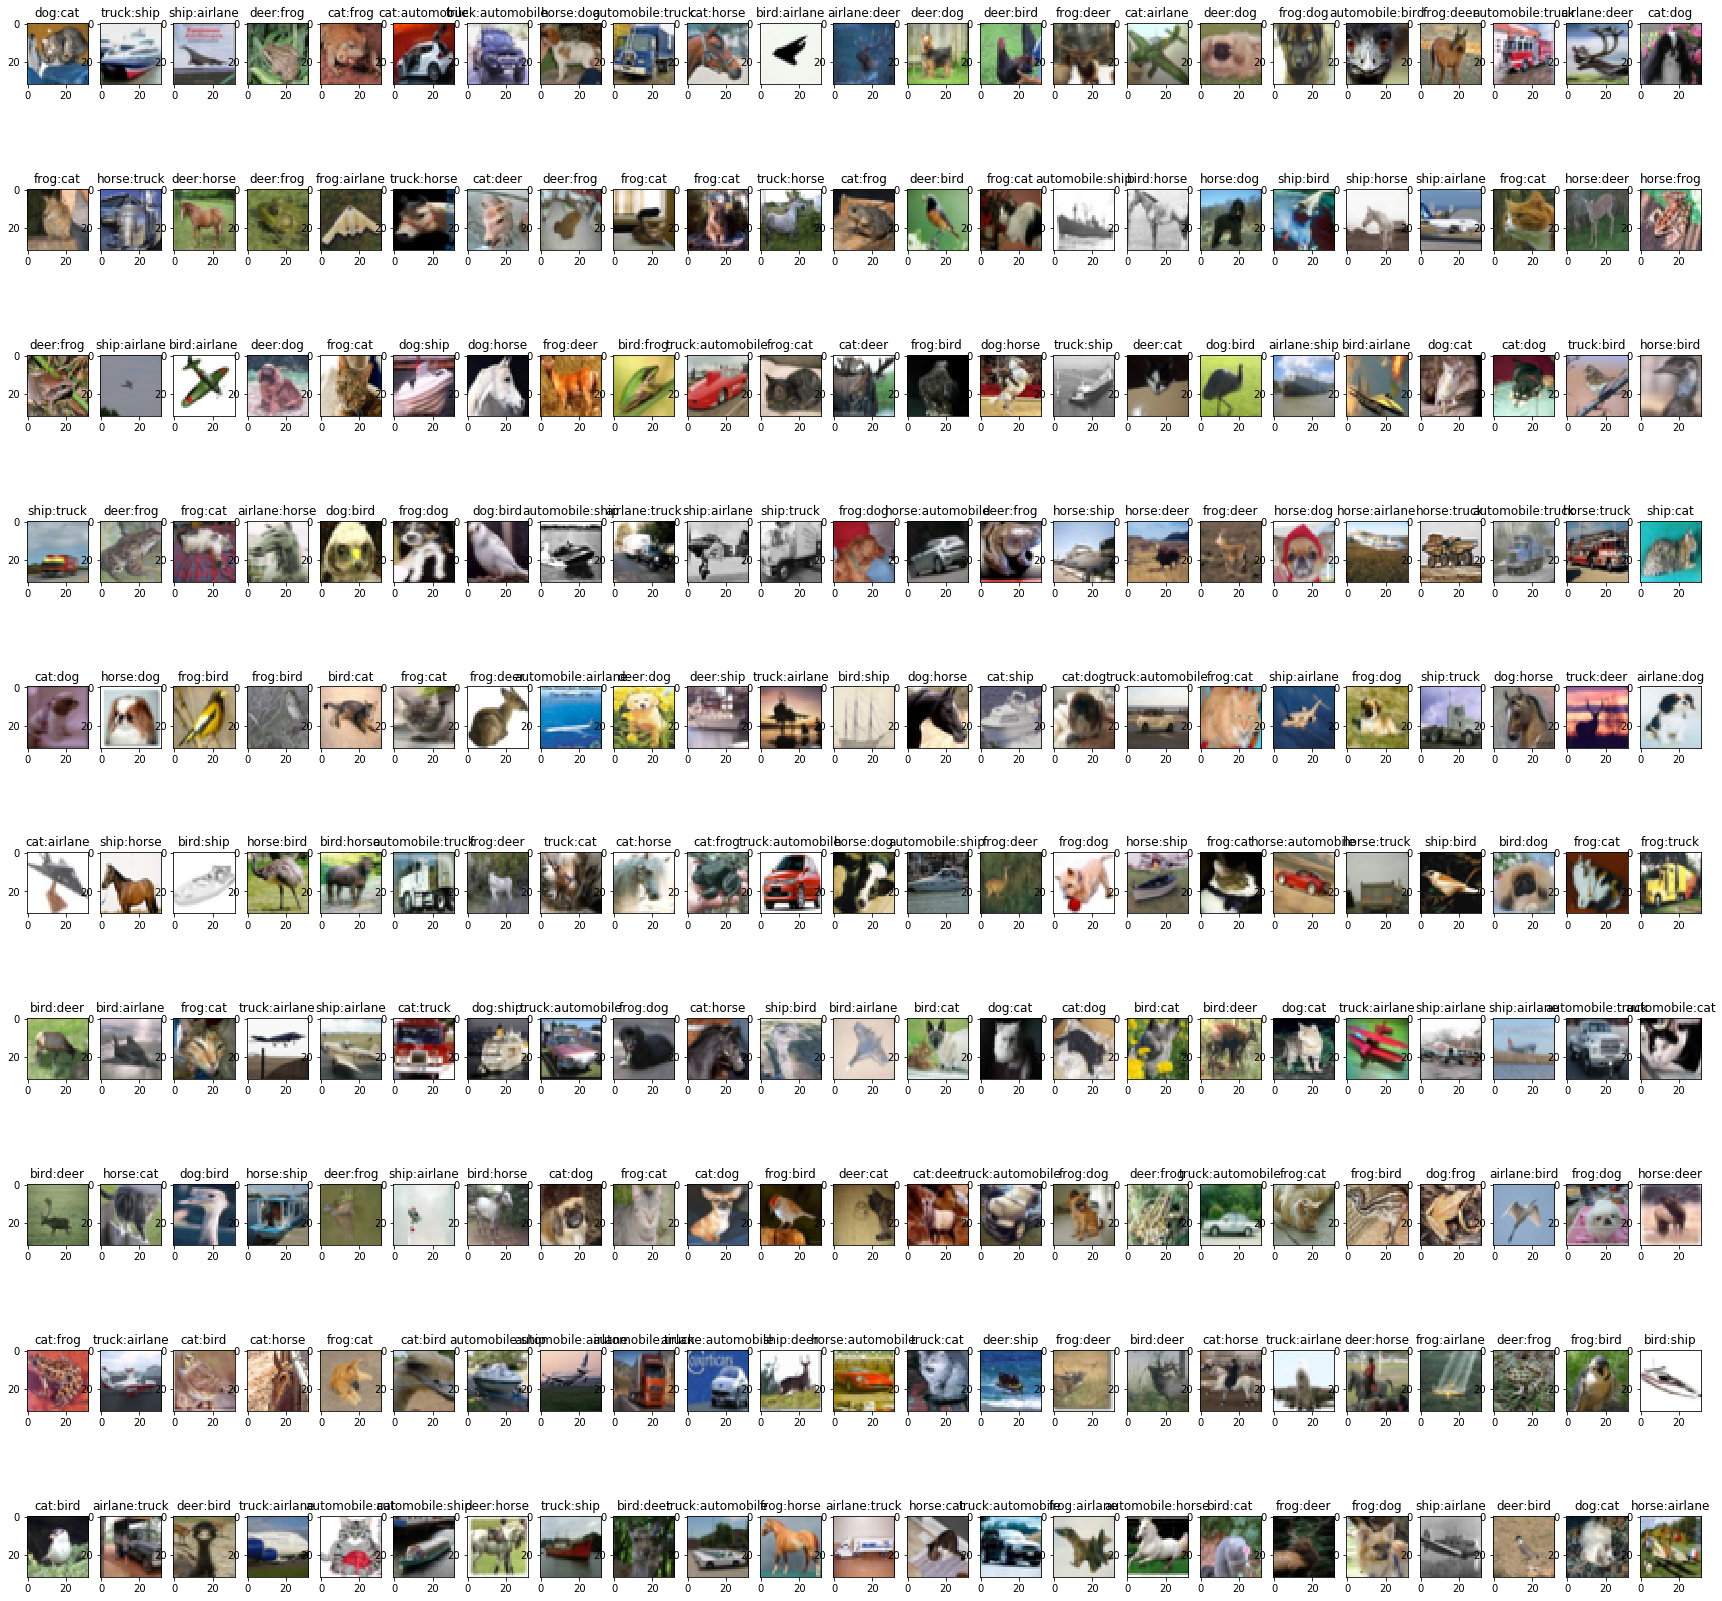 dog:cat truck:ship ship:airlane deer:frog cat:frog cat:automobile truck:automobile horse:dog automobile:truck cat:horse bird:airlane airlane:deer deer:dog deer:bird frog:deer cat:airlane deer:dog frog:dog automobile:bird frog:deer automobile:truck airlane:deer cat:dog
frog:cat horse:truck deer:horse deer:frog frog:airlane truck:horse cat:deer deer:frog frog:cat frog:cat truck:horse cat:frog deer:bird frog:cat automobile:ship bird:horse horse:dog ship:bird ship:horse ship:airlane frog:cat horse:deer horse:frog
deer:frog ship:airlane bird:airlane deer:dog frog:cat dog:ship dog:horse frog:deer bird:frog truck:automobile frog:cat cat:deer frog:bird dog:horse truck:ship deer:cat dog:bird airlane:ship bird:airlane dog:cat cat:dog truck:bird horse:bird
ship:truck deer:frog frog:cat airlane:horse dog:bird frog:dog dog:bird automobile:ship airlane:truck ship:airlane ship:truck frog:dog horse:automobile deer:frog horse:ship horse:deer frog:deer horse:dog horse:airlane horse:truck automobile:truck horse:truck ship:cat
cat:dog horse:dog frog:bird frog:bird bird:cat frog:cat frog:deer automobile:airlane deer:dog deer:ship truck:airlane bird:ship dog:horse cat:ship cat:dog truck:automobile frog:cat ship:airlane frog:dog ship:truck dog:horse truck:deer airlane:dog
cat:airlane ship:horse bird:ship horse:bird bird:horse automobile:truck frog:deer truck:cat cat:horse cat:frog truck:automobile horse:dog automobile:ship frog:deer frog:dog horse:ship frog:cat horse:automobile horse:truck ship:bird bird:dog frog:cat frog:truck
bird:deer bird:airlane frog:cat truck:airlane ship:airlane cat:truck dog:ship truck:automobile frog:dog cat:horse ship:bird bird:airlane bird:cat dog:cat cat:dog bird:cat bird:deer dog:cat truck:airlane ship:airlane ship:airlane automobile:truck automobile:cat
bird:deer horse:cat dog:bird horse:ship deer:frog ship:airlane bird:horse cat:dog frog:cat cat:dog frog:bird deer:cat cat:deer truck:automobile frog:dog deer:frog truck:automobile frog:cat frog:bird dog:frog airlane:bird frog:dog horse:deer
cat:frog truck:airlane cat:bird cat:horse frog:cat cat:bird automobile:ship automobile:airlane automobile:truck airlane:automobile ship:deer horse:automobile truck:cat deer:ship frog:deer bird:deer cat:horse truck:airlane deer:horse frog:airlane deer:frog frog:bird bird:ship
cat:bird airlane:truck deer:bird truck:airlane automobile:cat automobile:ship deer:horse truck:ship bird:deer truck:automobile frog:horse airlane:truck horse:cat truck:automobile frog:airlane automobile:horse bird:cat frog:deer frog:dog ship:airlane deer:bird dog:cat horse:airlane